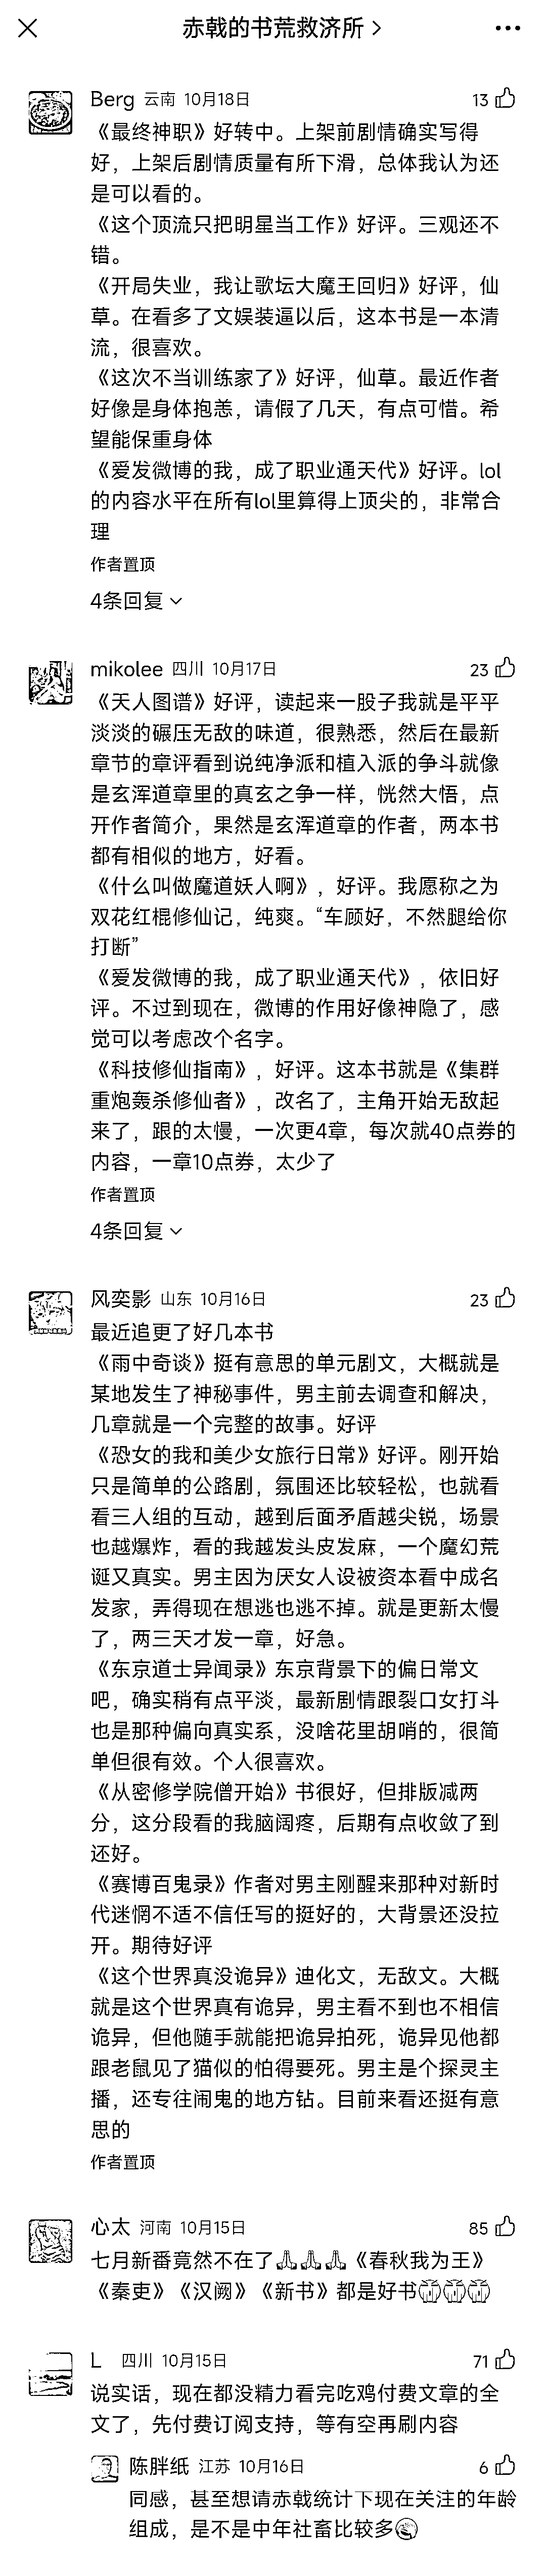 赤戟的书荒救济所
Berg 云南 10月18日 13
《最终神职》好转中。上架前剧情确实写得
好，上架后剧情质量有所下滑，总体我认为还
是可以看的。
《这个顶流只把明星当工作》好评。三观还不
错。
《开局失业，我让歌坛大魔王回归》好评，仙
草。在看多了文娱装逼以后，这本书是一本清
流，很喜欢。
《这次不当训练家了》好评，仙草。最近作者
好像是身体抱恙，请假了几天，有点可惜。希
望能保重身体
《爱发微博的我，成了职业通天代》好评。lol
的内容水平在所有lol里算得上顶尖的，非常合
理
作者置顶
4条回复
mikolee 四川 10月17日 23
《天人图谱》好评，读起来一股子我就是平平
淡淡的碾压无敌的味道，很熟悉，然后在最新
章节的章评看到说纯净派和植入派的争斗就像
是玄浑道章里的真玄之争一样，恍然大悟，点
开作者简介，果然是玄浑道章的作者，两本书
都有相似的地方，好看。
《什么叫做魔道妖人啊》，好评。我愿称之为
双花红棍修仙记，纯爽。“车顾好，不然腿给你
打断”
《爱发微博的我，成了职业通天代》，依旧好
评。不过到现在，微博的作用好像神隐了，感
觉可以考虑改个名字。
《科技修仙指南》，好评。这本书就是《集群
重炮轰杀修仙者》，改名了，主角开始无敌起
来了，跟的太慢，一次更4章，每次就40点券的
内容，一章10点券，太少了
作者置顶
4条回复
风奕影 山东 10月16日 23
最近追更了好几本书
《雨中奇谈》挺有意思的单元剧文，大概就是
某地发生了神秘事件，男主前去调查和解决，
几章就是一个完整的故事。好评
《恐女的我和美少女旅行日常》好评。刚开始
只是简单的公路剧，氛围还比较轻松，也就看
看三人组的互动，越到后面矛盾越尖锐，场景
也越爆炸，看的我越发头皮发麻，一个魔幻荒
诞又真实。男主因为厌女人设被资本看中成名
发家，弄得现在想逃也逃不掉。就是更新太慢
了，两三天才发一章，好急。
《东京道士异闻录》东京背景下的偏日常文
吧，确实稍有点平淡，最新剧情跟裂口女打斗
也是那种偏向真实系，没啥花里胡哨的，很简
单但很有效。个人很喜欢。
《从密修学院僧开始》书很好，但排版减两
分，这分段看的我脑阔疼，后期有点收敛了到
还好。
《赛博百鬼录》作者对男主刚醒来那种对新时
代迷惘不适不信任写的挺好的，大背景还没拉
开。期待好评
《这个世界真没诡异》迪化文，无敌文。大概
就是这个世界真有诡异，男主看不到也不相信
诡异，但他随手就能把诡异拍死，诡异见他都
跟老鼠见了猫似的怕得要死。男主是个探灵主
播，还专往闹鬼的地方钻。目前来看还挺有意
思的
作者置顶
心太 河南 10月15日 85
七月新番竟然不在了🙏🙏🙏《春秋我为王》
《秦吏》《汉阙》《新书》都是好书
L 四川 10月15日 71
说实话，现在都没精力看完吃鸡付费文章的全
文了，先付费订阅支持，等有空再刷内容
陈胖纸 江苏 10月16日 6
同感，甚至想请赤戟统计下现在关注的年龄
组成，是不是中年社畜比较多